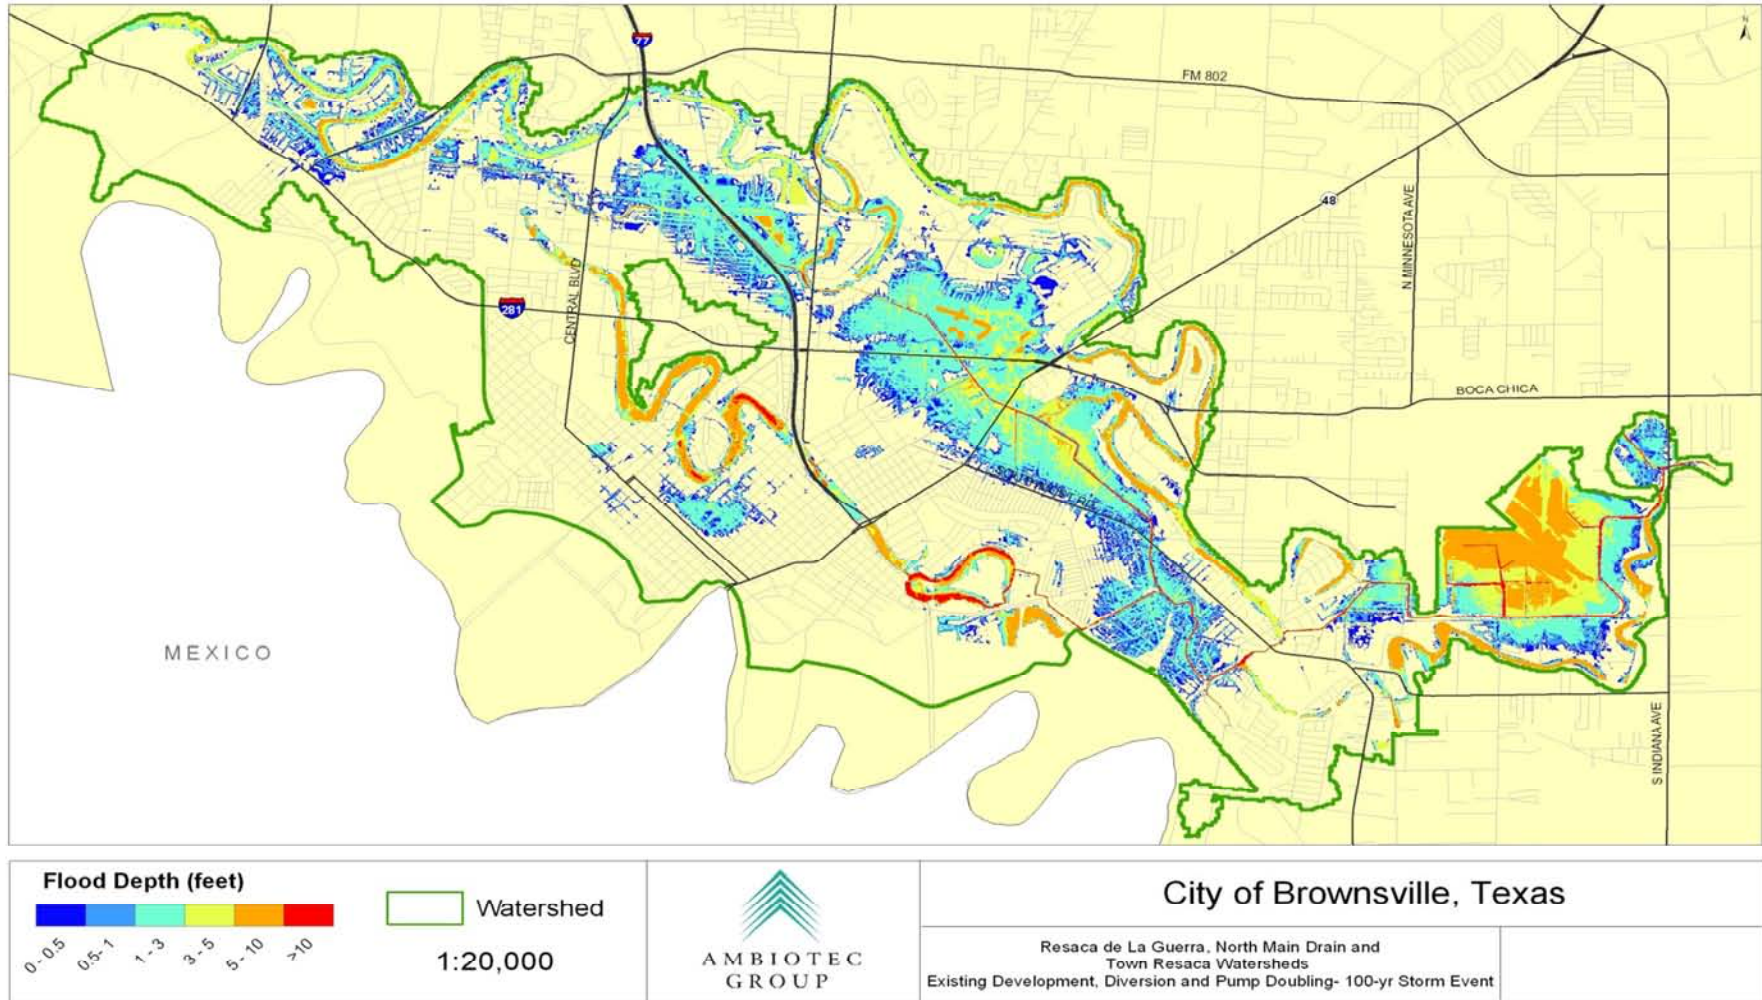 N
77
FM 802
48
N MINNESOTA AVE
281
CENTRAL BLVD
BOCA CHICA
MEXICO
S INDIANA AVE
Flood Depth (feet)
0 - 0.5
0.5- 1
1 - 3
3 - 5
5 - 10
>10
Watershed
1:20,000
AMBIOTEC
GROUP
City of Brownsville, Texas
Resaca de La Guerra, North Main Drain and
Town Resaca Watersheds
Existing Development, Diversion and Pump Doubling- 100-yr Storm Event